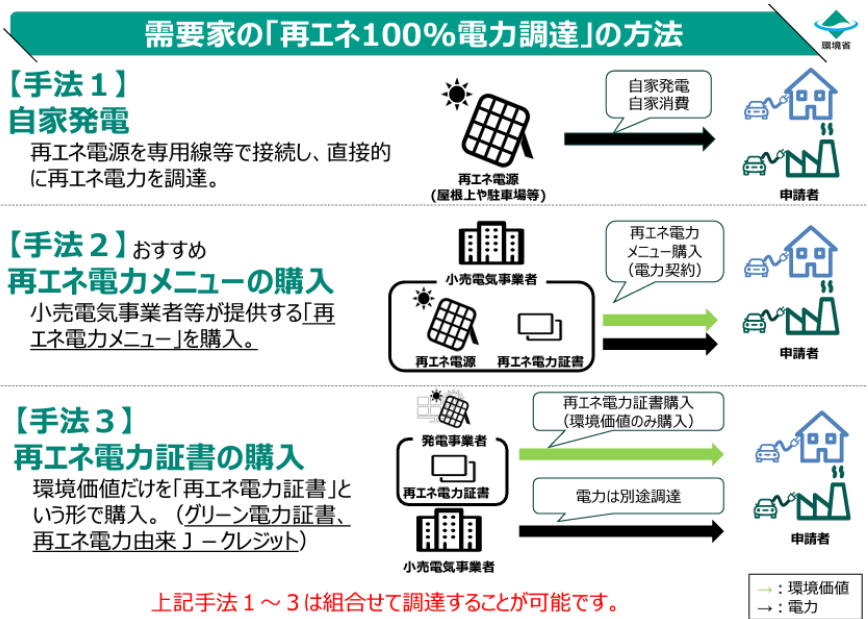 需要家の「再エネ100%電力調達」の方法
環境省
【手法1】
自家発電
再エネ電源を専用線等で接続し、直接的
に再エネ電力を調達。
再エネ電源
(屋根上や駐車場等)
自家発電
自家消費
申請者
【手法2】おすすめ
再エネ電力メニューの購入
小売電気事業者等が提供する「再
エネ電力メニュー」を購入。
小売電気事業者
再エネ電源 再エネ電力証書
再エネ電力
メニュー購入
(電力契約)
申請者
【手法3】
再エネ電力証書の購入
環境価値だけを「再エネ電力証書」と
いう形で購入。(グリーン電力証書、
再エネ電力由来J-クレジット)
発電事業者
再エネ電力証書
小売電気事業者
再エネ電力証書購入
(環境価値のみ購入)
電力は別途調達
申請者
上記手法1~3は組合せて調達することが可能です。
→:環境価値
→:電力